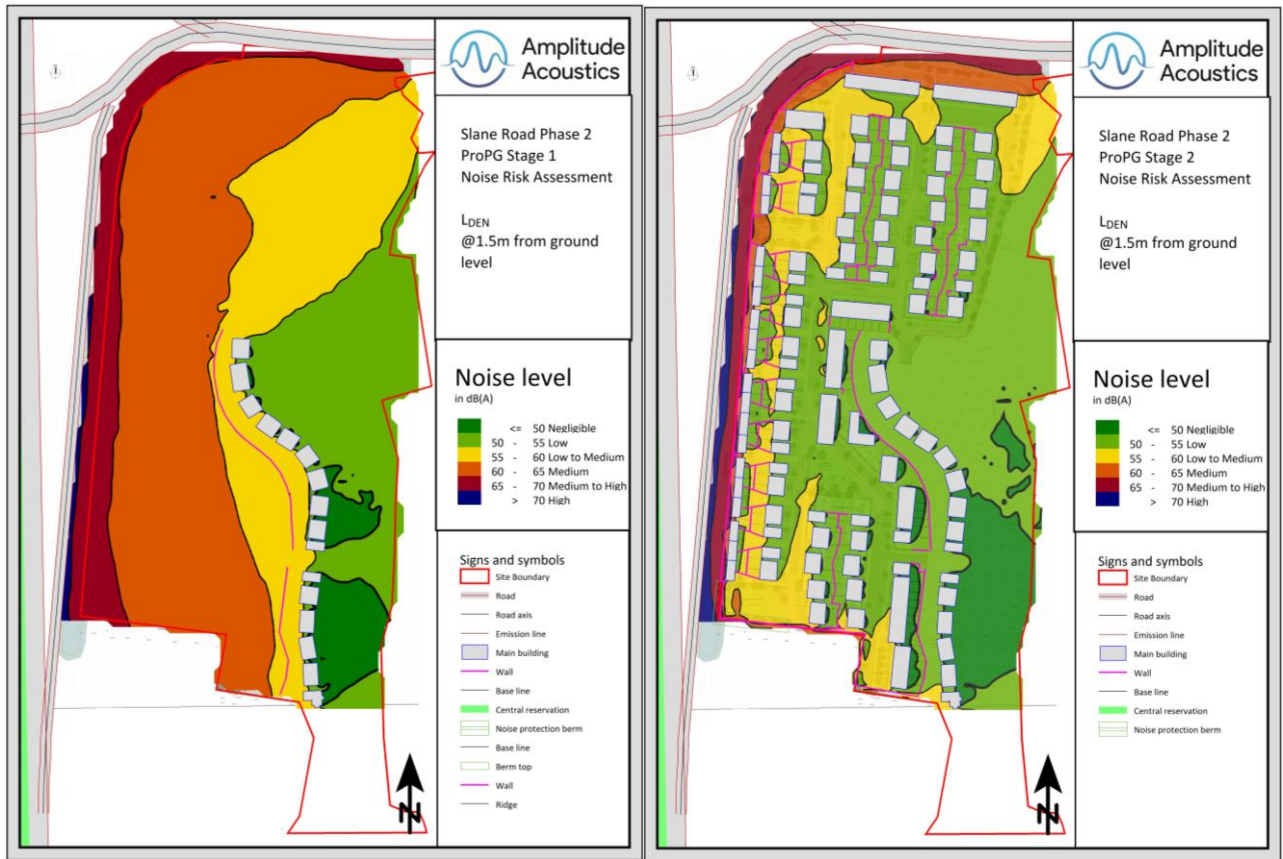 Amplitude
Acoustics
Slane Road Phase 2
ProPG Stage 1
Noise Risk Assessment
LDEN
@1.5m from ground
level
Noise level
in dB(A)
<= 50 Negligible
50 - 55 Low
55 - 60 Low to Medium
60 - 65 Medium
65 - 70 Medium to High
> 70 High
Signs and symbols
Site Boundary
Road
Road axis
Emission line
Main building
Wall
Base line
Central reservation
Noise protection berm
Base line
Berm top
Wall
Ridge
N
Amplitude
Acoustics
Slane Road Phase 2
ProPG Stage 2
Noise Risk Assessment
LDEN
@1.5m from ground
level
Noise level
in dB(A)
<= 50 Negligible
50 - 55 Low
55 - 60 Low to Medium
60 - 65 Medium
65 - 70 Medium to High
> 70 High
Signs and symbols
Site Boundary
Road
Road axis
Emission line
Main building
Wall
Base line
Central reservation
Noise protection berm
N